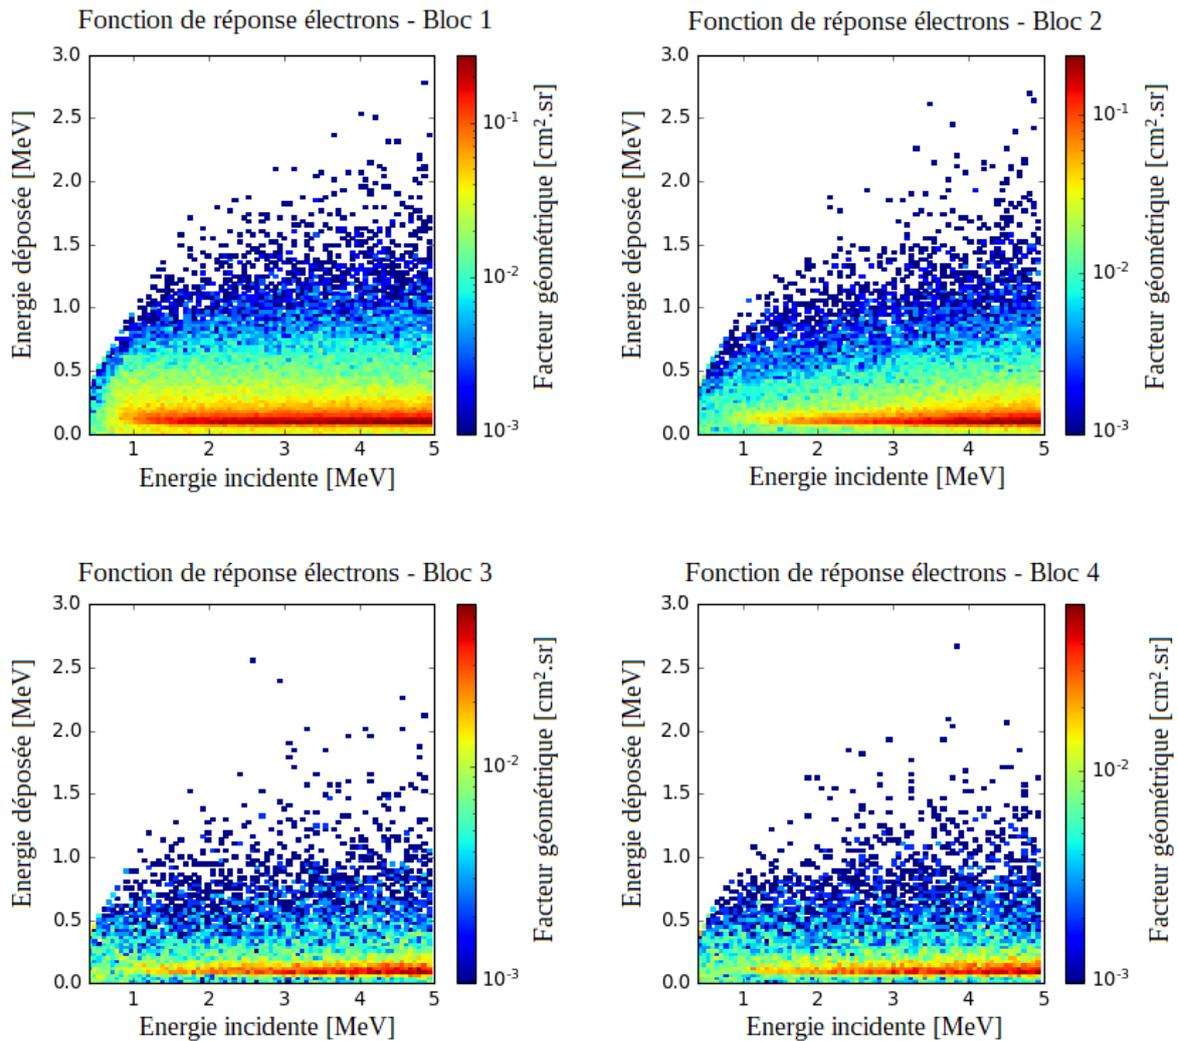 Fonction de réponse électrons - Bloc 1
3.0
2.5
2.0
1.5
1.0
0.5
0.0
1 2 3 4 5
Energie déposée [MeV]
Energie incidente [MeV]
10⁻¹
10⁻²
10⁻³
Facteur géométrique [cm².sr]
Fonction de réponse électrons - Bloc 2
3.0
2.5
2.0
1.5
1.0
0.5
0.0
1 2 3 4 5
Energie déposée [MeV]
Energie incidente [MeV]
10⁻¹
10⁻²
10⁻³
Facteur géométrique [cm².sr]
Fonction de réponse électrons - Bloc 3
3.0
2.5
2.0
1.5
1.0
0.5
0.0
1 2 3 4 5
Energie déposée [MeV]
Energie incidente [MeV]
10⁻²
10⁻³
Facteur géométrique [cm².sr]
Fonction de réponse électrons - Bloc 4
3.0
2.5
2.0
1.5
1.0
0.5
0.0
1 2 3 4 5
Energie déposée [MeV]
Energie incidente [MeV]
10⁻²
10⁻³
Facteur géométrique [cm².sr]